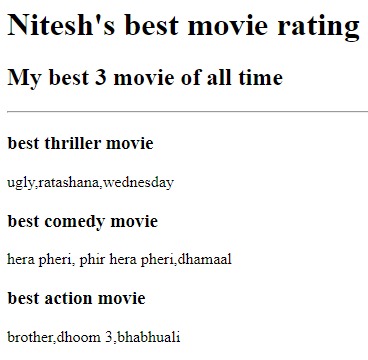 Nitesh's best movie rating
My best 3 movie of all time
best thriller movie
ugly,ratashana,wednesday
best comedy movie
hera pheri, phir hera pheri,dhamaal
best action movie
brother,dhoom 3,bhabhuali